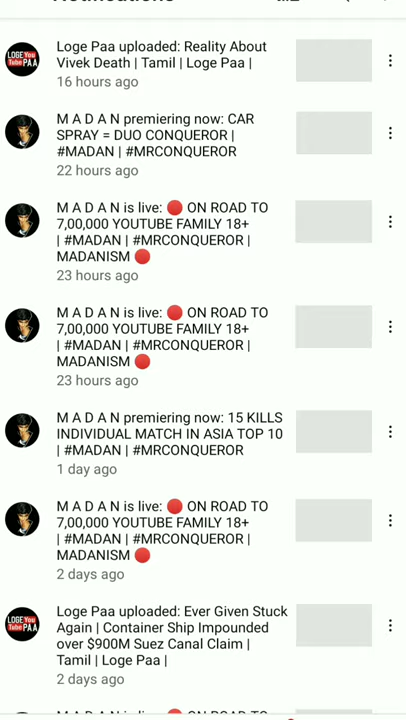 Notifications
LOGE
YouTube
PAA
Loge Paa uploaded: Reality About
Vivek Death | Tamil | Loge Paa |
16 hours ago
M A D A N premiering now: CAR
SPRAY = DUO CONQUEROR |
#MADAN | #MRCONQUEROR
22 hours ago
M A D A N is live: 🔴 ON ROAD TO
7,00,000 YOUTUBE FAMILY 18+
| #MADAN | #MRCONQUEROR |
MADANISM 🔴
23 hours ago
M A D A N is live: 🔴 ON ROAD TO
7,00,000 YOUTUBE FAMILY 18+
| #MADAN | #MRCONQUEROR |
MADANISM 🔴
23 hours ago
M A D A N premiering now: 15 KILLS
INDIVIDUAL MATCH IN ASIA TOP 10
| #MADAN | #MRCONQUEROR
1 day ago
M A D A N is live: 🔴 ON ROAD TO
7,00,000 YOUTUBE FAMILY 18+
| #MADAN | #MRCONQUEROR |
MADANISM 🔴
2 days ago
LOGE
YouTube
PAA
Loge Paa uploaded: Ever Given Stuck
Again | Container Ship Impounded
over $900M Suez Canal Claim |
Tamil | Loge Paa |
2 days ago
M A D A N is live: 🔴 ON ROAD TO